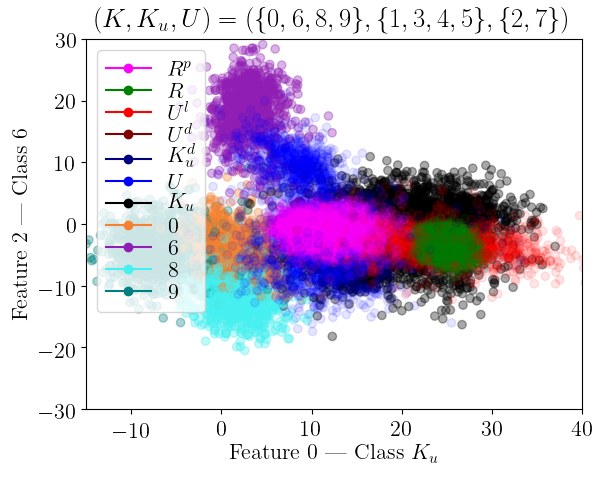 (K, K_u, U) = ({0, 6, 8, 9}, {1, 3, 4, 5}, {2, 7})
30
20
10
0
−10
−20
−30
Feature 2 — Class 6
R^p
R
U^l
U^d
K_u^d
U
K_u
0
6
8
9
−10 0 10 20 30 40
Feature 0 — Class K_u